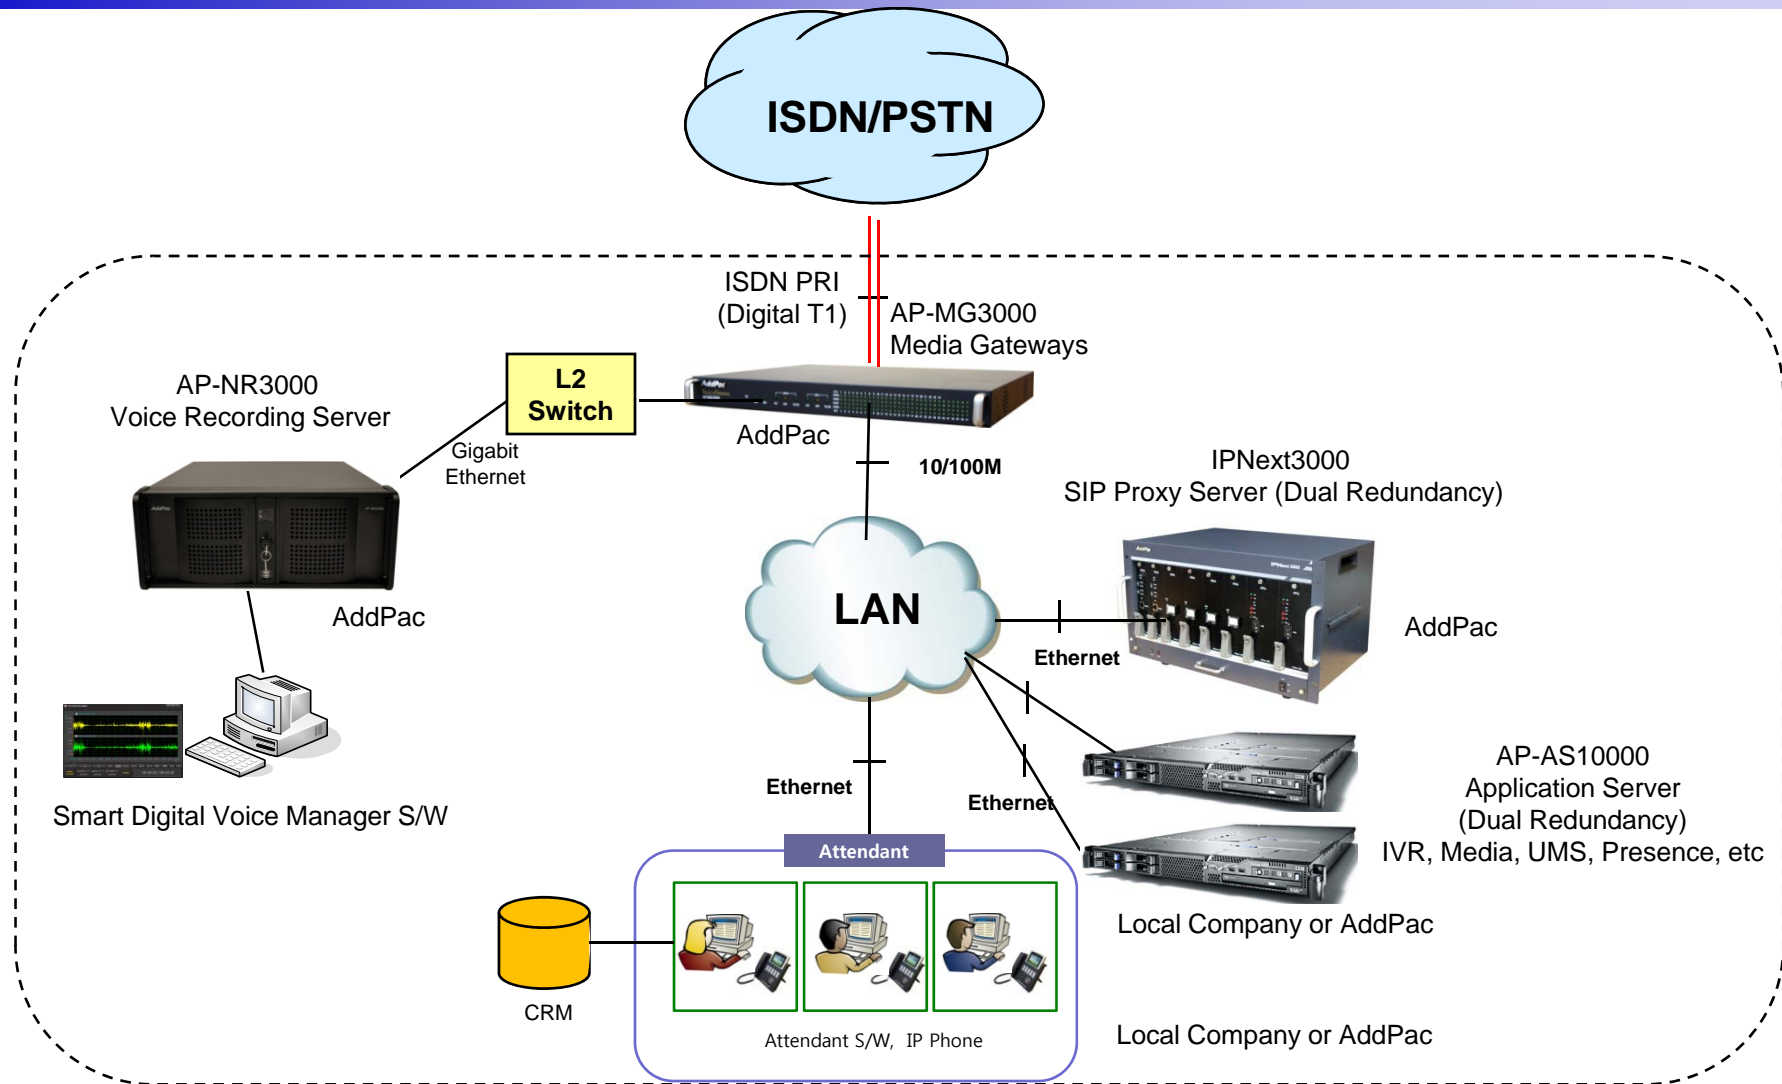 ISDN/PSTN
ISDN PRI
(Digital T1)
AP-MG3000
Media Gateways
L2
Switch
AP-NR3000
Voice Recording Server
AddPac
AddPac
Gigabit
Ethernet
10/100M
IPNext3000
SIP Proxy Server (Dual Redundancy)
AddPac
AddPac
LAN
AddPac
AddPac
Ethernet
Ethernet
Ethernet
AP-AS10000
Application Server
(Dual Redundancy)
IVR, Media, UMS, Presence, etc
Smart Digital Voice Manager S/W
Attendant
Local Company or AddPac
CRM
Attendant S/W, IP Phone
Local Company or AddPac